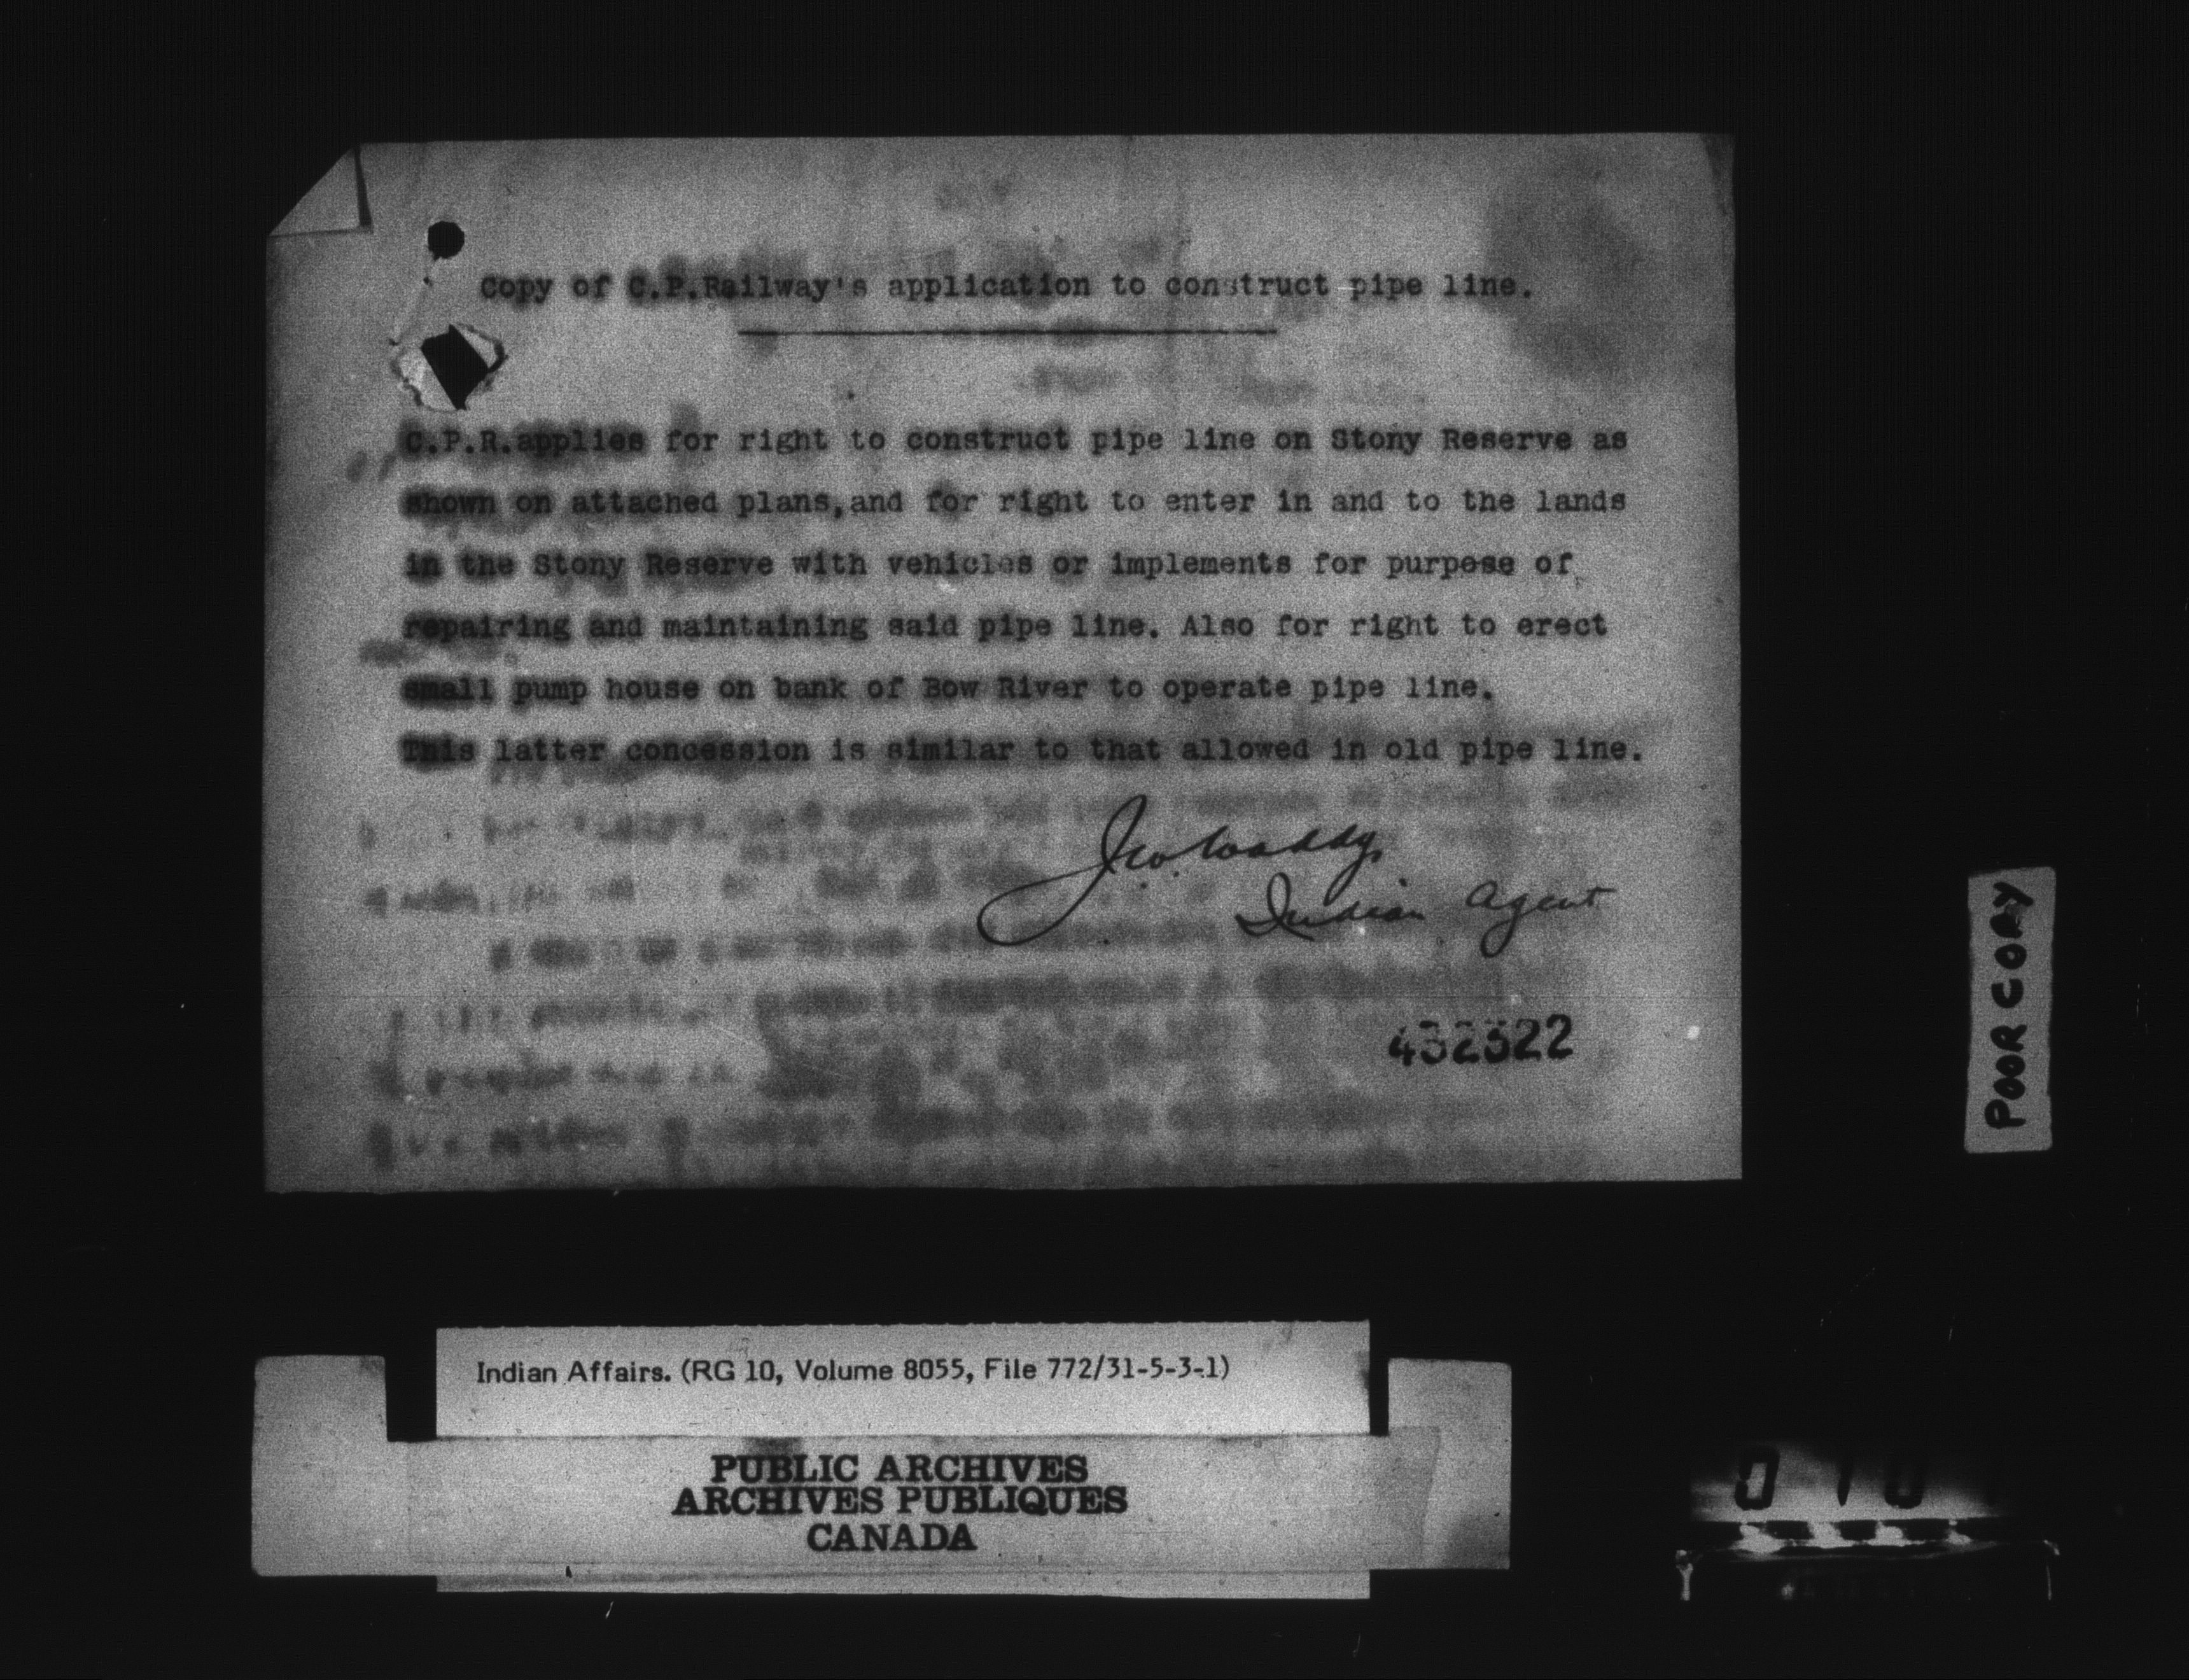 Copy of C.P.Railway's application to construct pipe line.
C.P.R.applies for right to construct pipe line on Stony Reserve as
shown on attached plans,and for right to enter in and to the lands
in the Stony Reserve with vehicles or implements for purpose of
repairing and maintaining said pipe line. Also for right to erect
small pump house on bank of Bow River to operate pipe line.
This latter concession is similar to that allowed in old pipe line.
J.W. Waddy
Indian Agent
432322
POOR COPY
Indian Affairs. (RG 10, Volume 8055, File 772/31-5-3-1)
PUBLIC ARCHIVES
ARCHIVES PUBLIQUES
CANADA